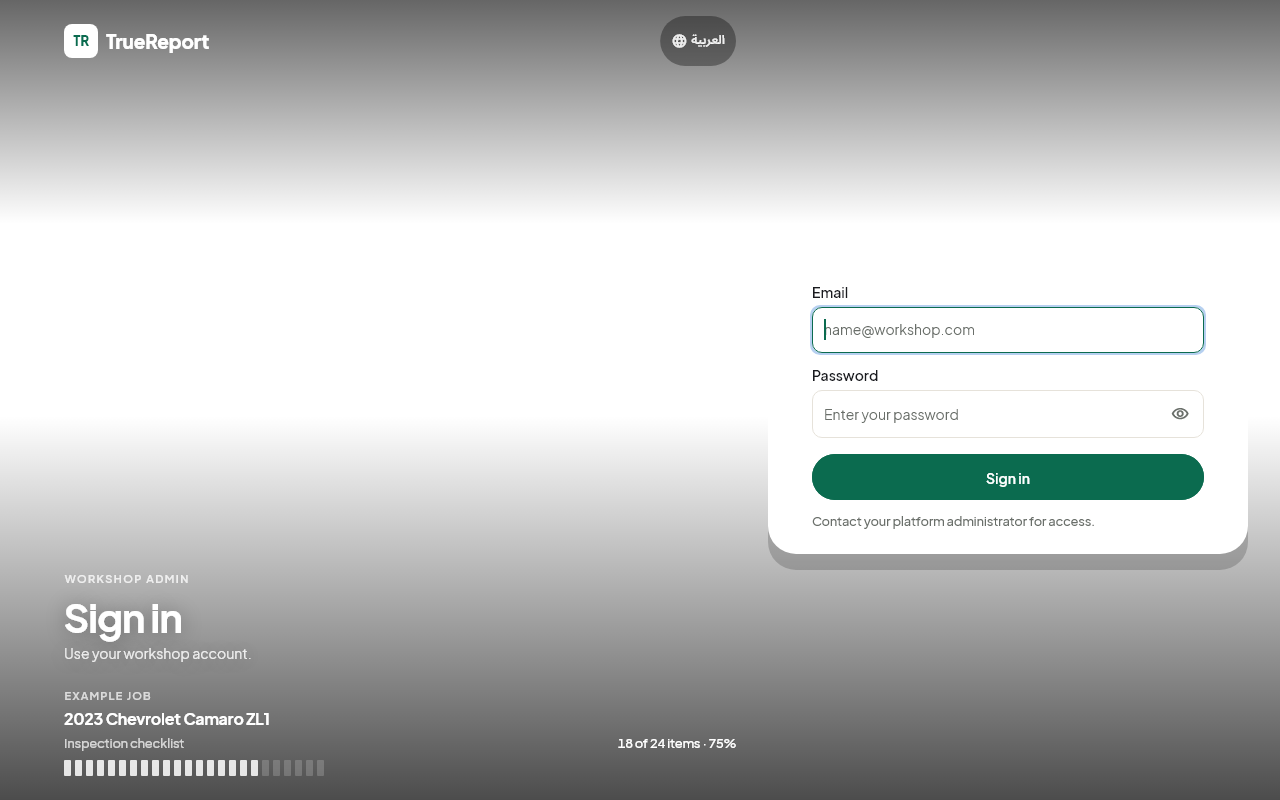 TR TrueReport
العربية
Email
name@workshop.com
Password
Enter your password
Sign in
Contact your platform administrator for access.
WORKSHOP ADMIN
Sign in
Use your workshop account.
EXAMPLE JOB
2023 Chevrolet Camaro ZL1
Inspection checklist
18 of 24 items · 75%